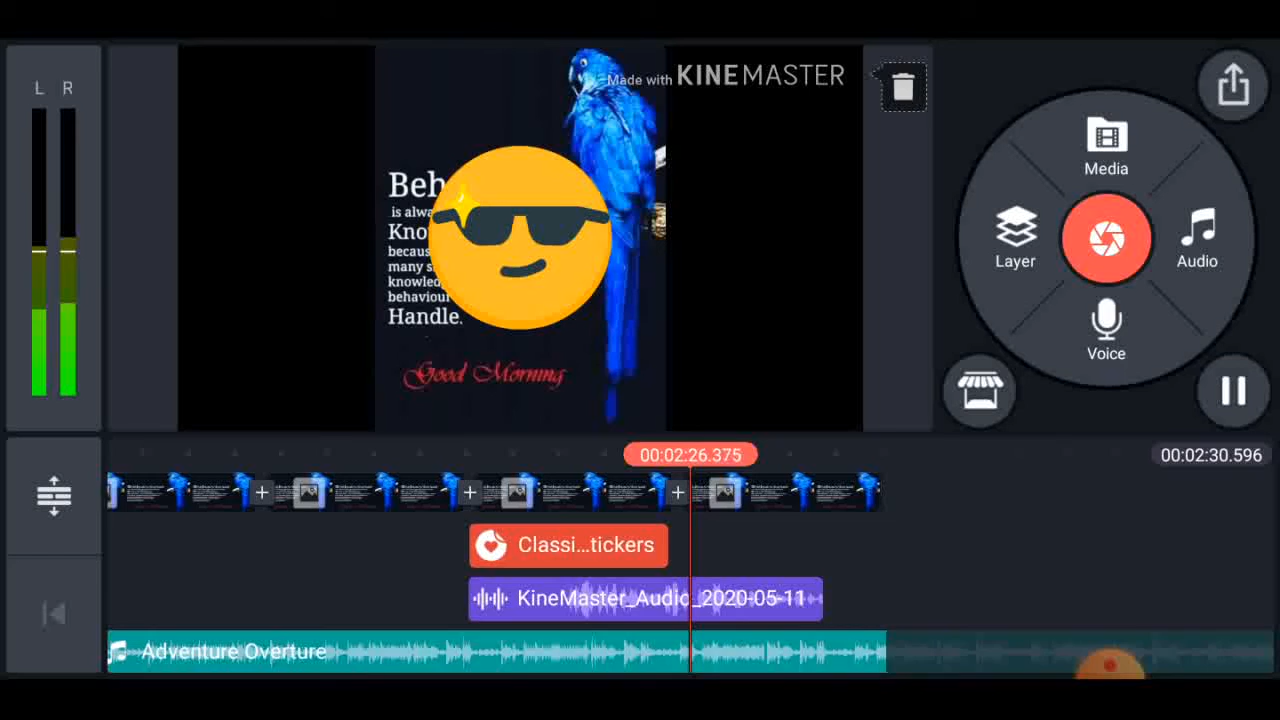 L R
Made with KINEMASTER
Media
Layer
Audio
Voice
Beh
is alwa
Kno
becaus
many s
knowled
behaviour
Handle.
Good Morning
00:02:26.375
00:02:30.596
Classi...tickers
KineMaster_Audio_2020-05-11
Adventure Overture